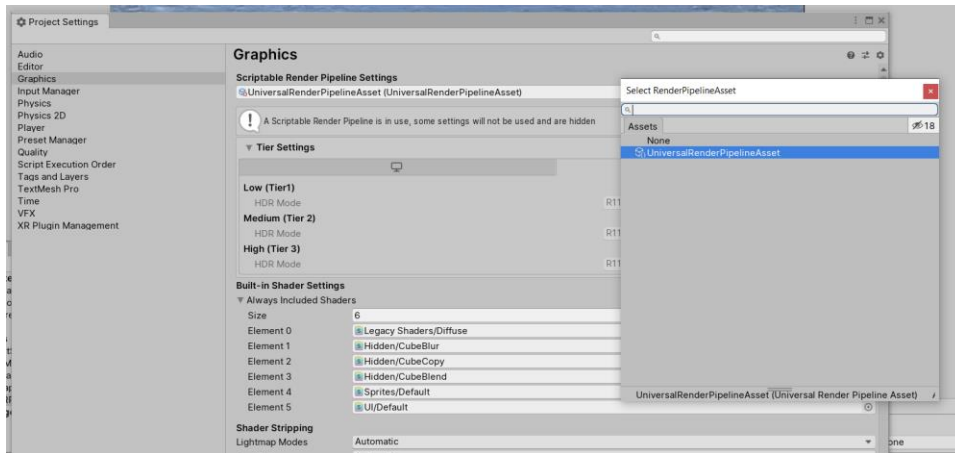 Project Settings
Audio
Editor
Graphics
Input Manager
Physics
Physics 2D
Player
Preset Manager
Quality
Script Execution Order
Tags and Layers
TextMesh Pro
Time
VFX
XR Plugin Management
Graphics
Scriptable Render Pipeline Settings
UniversalRenderPipelineAsset (UniversalRenderPipelineAsset)
A Scriptable Render Pipeline is in use, some settings will not be used and are hidden
Tier Settings
Low (Tier1)
HDR Mode R11
Medium (Tier 2)
HDR Mode R11
High (Tier 3)
HDR Mode R11
Built-in Shader Settings
Always Included Shaders
Size 6
Element 0 Legacy Shaders/Diffuse
Element 1 Hidden/CubeBlur
Element 2 Hidden/CubeCopy
Element 3 Hidden/CubeBlend
Element 4 Sprites/Default
Element 5 UI/Default
Shader Stripping
Lightmap Modes Automatic
Select RenderPipelineAsset
Assets 18
None
UniversalRenderPipelineAsset
UniversalRenderPipelineAsset (Universal Render Pipeline Asset)